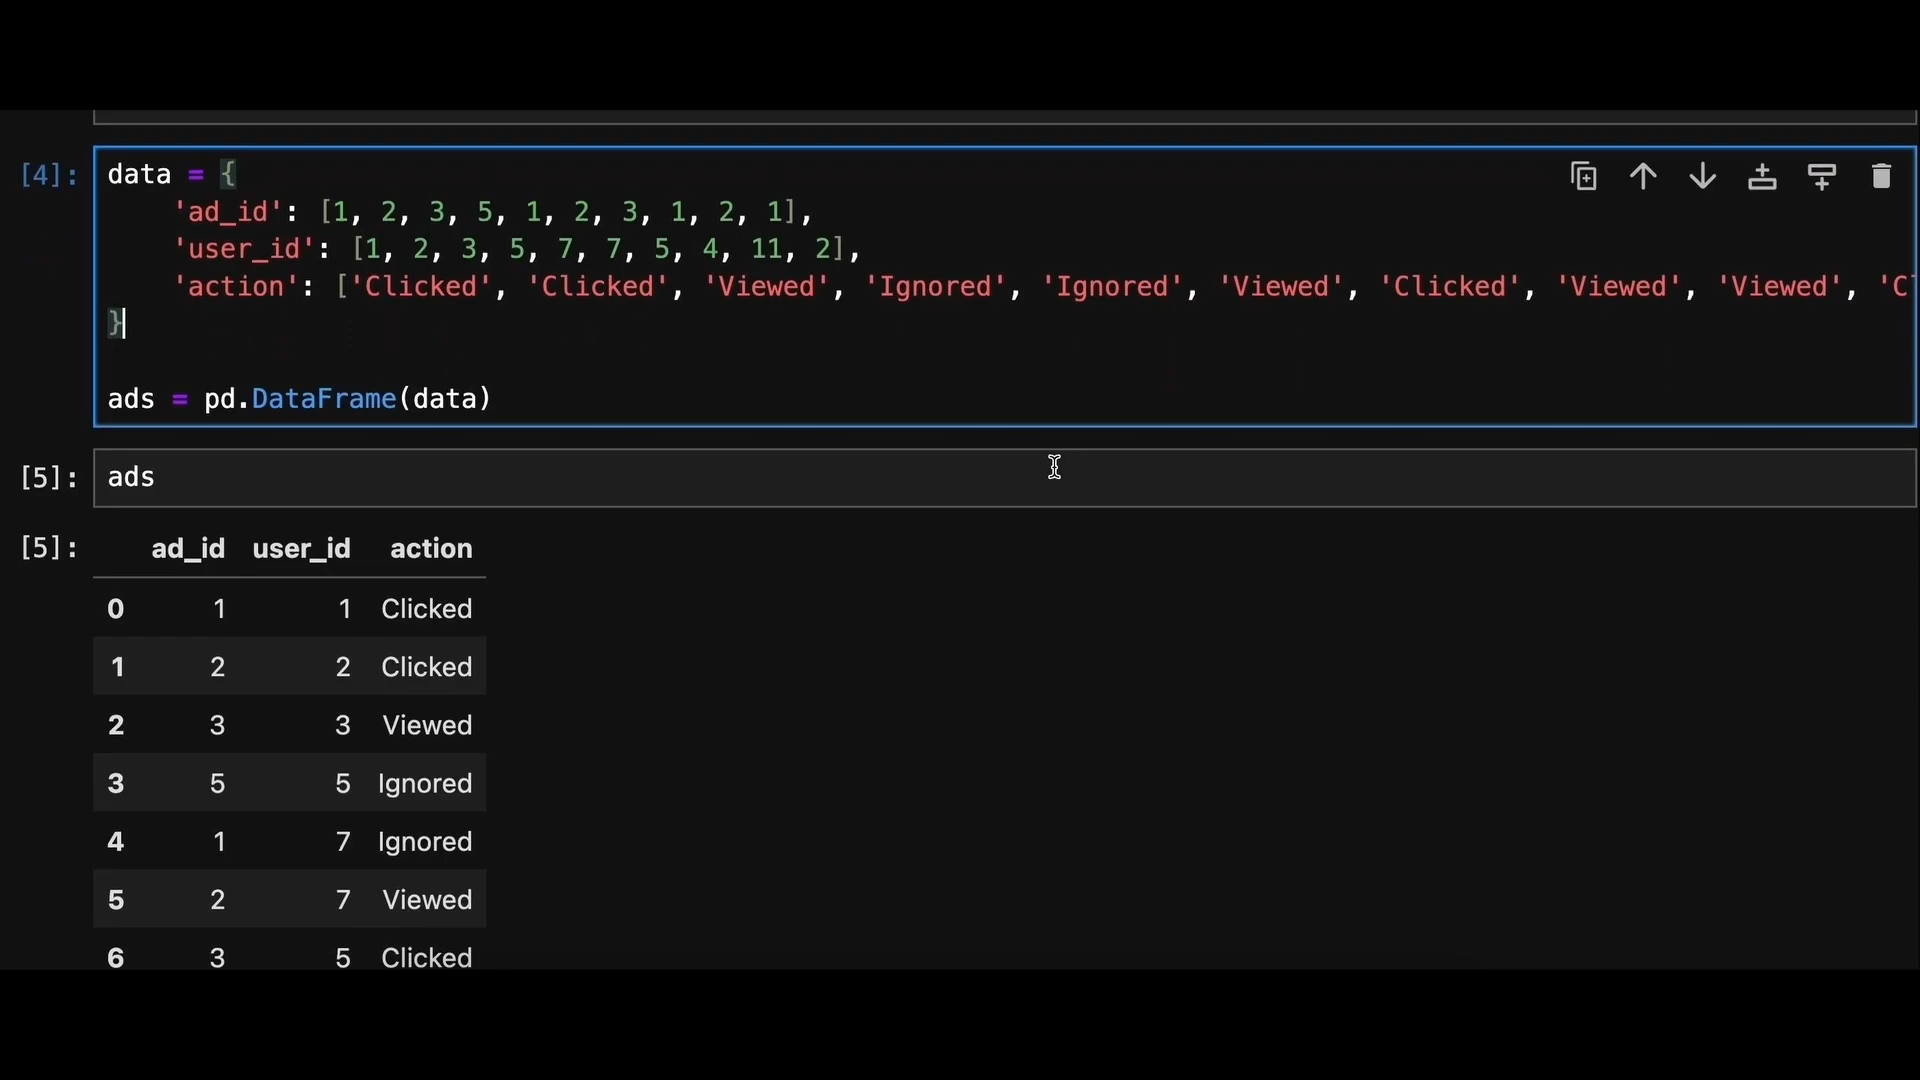 [4]: data = {
'ad_id': [1, 2, 3, 5, 1, 2, 3, 1, 2, 1],
'user_id': [1, 2, 3, 5, 7, 7, 5, 4, 11, 2],
'action': ['Clicked', 'Clicked', 'Viewed', 'Ignored', 'Ignored', 'Viewed', 'Clicked', 'Viewed', 'Viewed', 'C
}
ads = pd.DataFrame(data)
[5]: ads
[5]: ad_id user_id action
0 1 1 Clicked
1 2 2 Clicked
2 3 3 Viewed
3 5 5 Ignored
4 1 7 Ignored
5 2 7 Viewed
6 3 5 Clicked